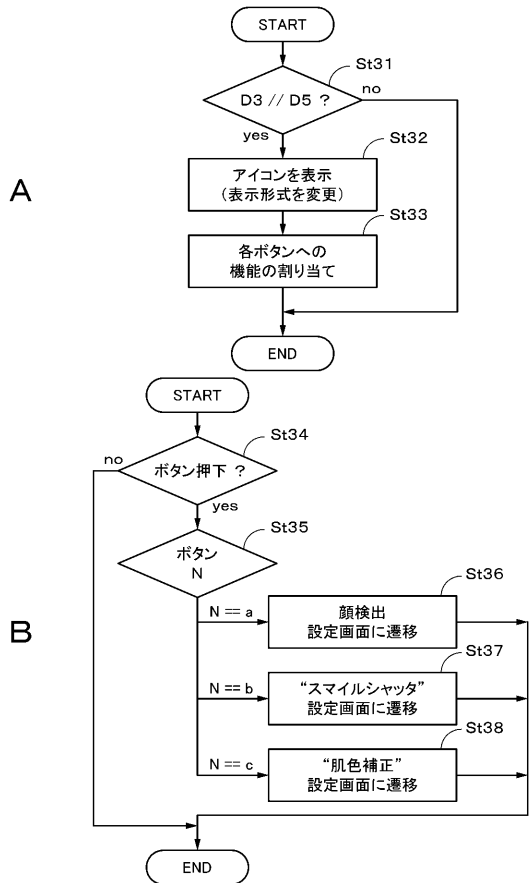 START
St31
D3 // D5 ?
no
yes
St32
アイコンを表示
（表示形式を変更）
St33
各ボタンへの
機能の割り当て
A
END
START
St34
no
ボタン押下 ？
yes
St35
ボタン
N
St36
N == a
顔検出
設定画面に遷移
B
St37
N == b
“スマイルシャッタ”
設定画面に遷移
St38
N == c
“肌色補正”
設定画面に遷移
END